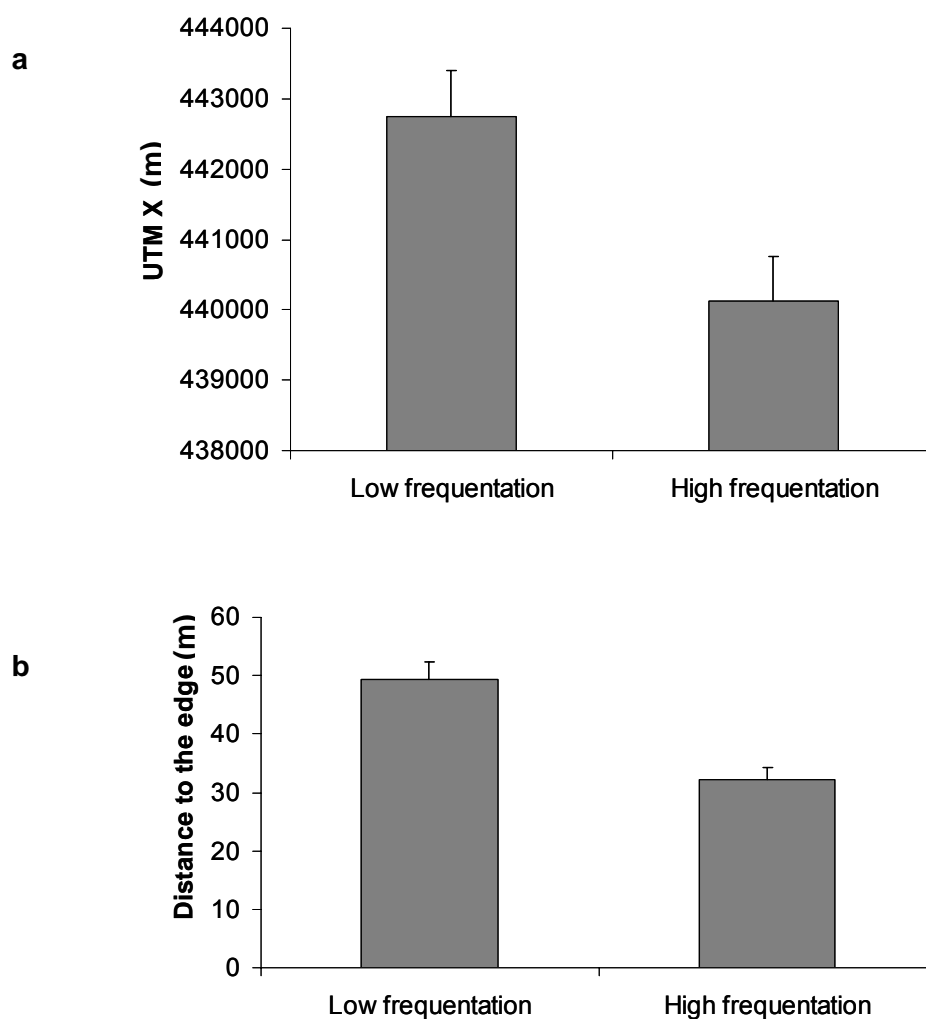 a
UTM X (m)
444000
443000
442000
441000
440000
439000
438000
Low frequentation High frequentation
b
Distance to the edge (m)
60
50
40
30
20
10
0
Low frequentation High frequentation